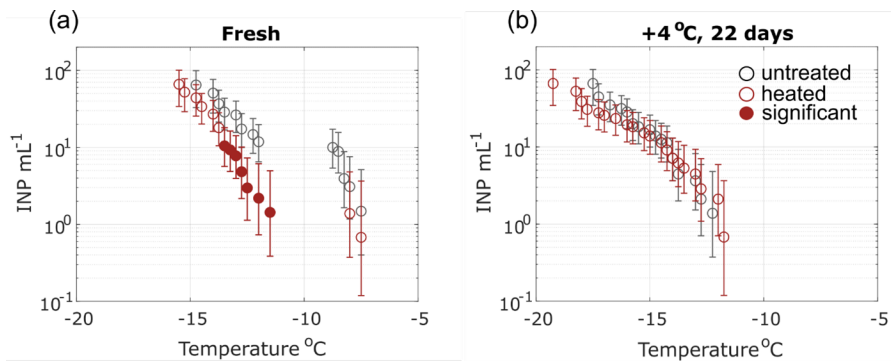 (a)
Fresh
INP mL⁻¹
10²
10¹
10⁰
10⁻¹
-20 -15 -10 -5
Temperature °C
(b)
+4 °C, 22 days
untreated
heated
significant
INP mL⁻¹
10²
10¹
10⁰
10⁻¹
-20 -15 -10 -5
Temperature °C